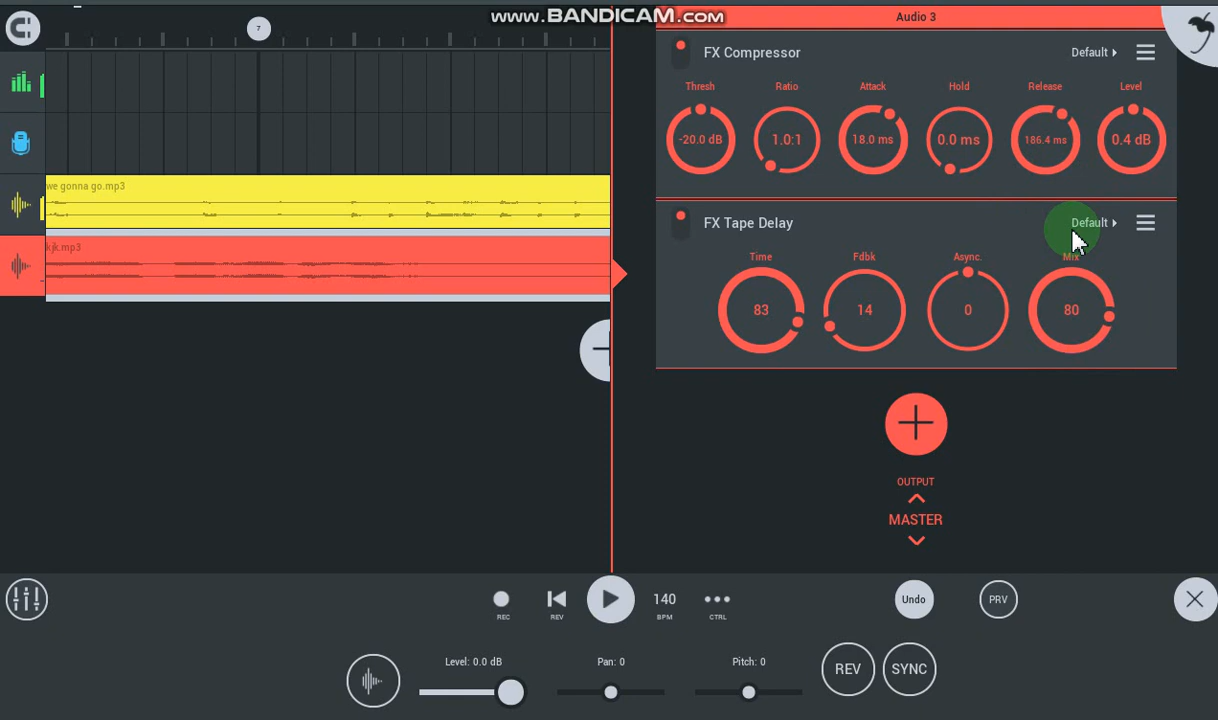 www.BANDICAM.com
Audio 3
7
FX Compressor
Default
Thresh Ratio Attack Hold Release Level
-20.0 dB 1.0:1 18.0 ms 0.0 ms 186.4 ms 0.4 dB
we gonna go.mp3
FX Tape Delay
Default
kjk.mp3
Time Fdbk Async. Mix
83 14 0 80
OUTPUT
MASTER
140
Undo
PRV
REC REV BPM CTRL
Level: 0.0 dB Pan: 0 Pitch: 0
REV SYNC